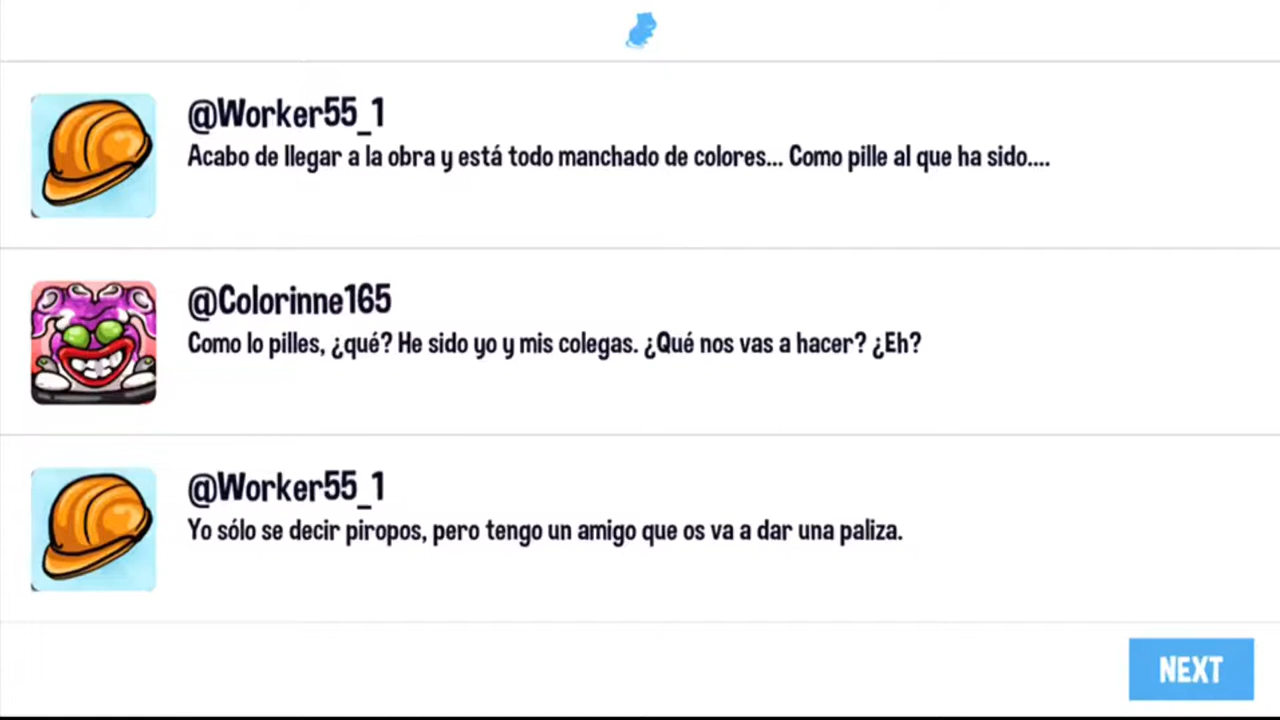 @Worker55_1
Acabo de llegar a la obra y está todo manchado de colores... Como pille al que ha sido....
@Colorinne165
Como lo pilles, ¿qué? He sido yo y mis colegas. ¿Qué nos vas a hacer? ¿Eh?
@Worker55_1
Yo sólo se decir piropos, pero tengo un amigo que os va a dar una paliza.
NEXT